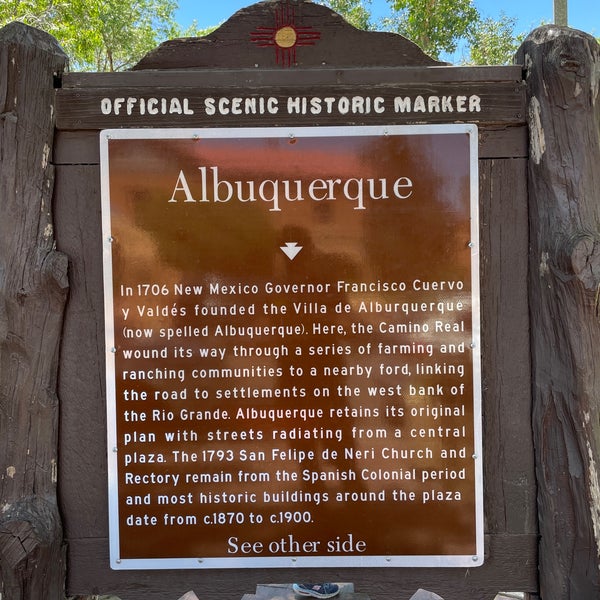 OFFICIAL SCENIC HISTORIC MARKER
Albuquerque
In 1706 New Mexico Governor Francisco Cuervo
y Valdés founded the Villa de Alburquerque
(now spelled Albuquerque). Here, the Camino Real
wound its way through a series of farming and
ranching communities to a nearby ford, linking
the road to settlements on the west bank of
the Rio Grande. Albuquerque retains its original
plan with streets radiating from a central
plaza. The 1793 San Felipe de Neri Church and
Rectory remain from the Spanish Colonial period
and most historic buildings around the plaza
date from c.1870 to c.1900.
See other side